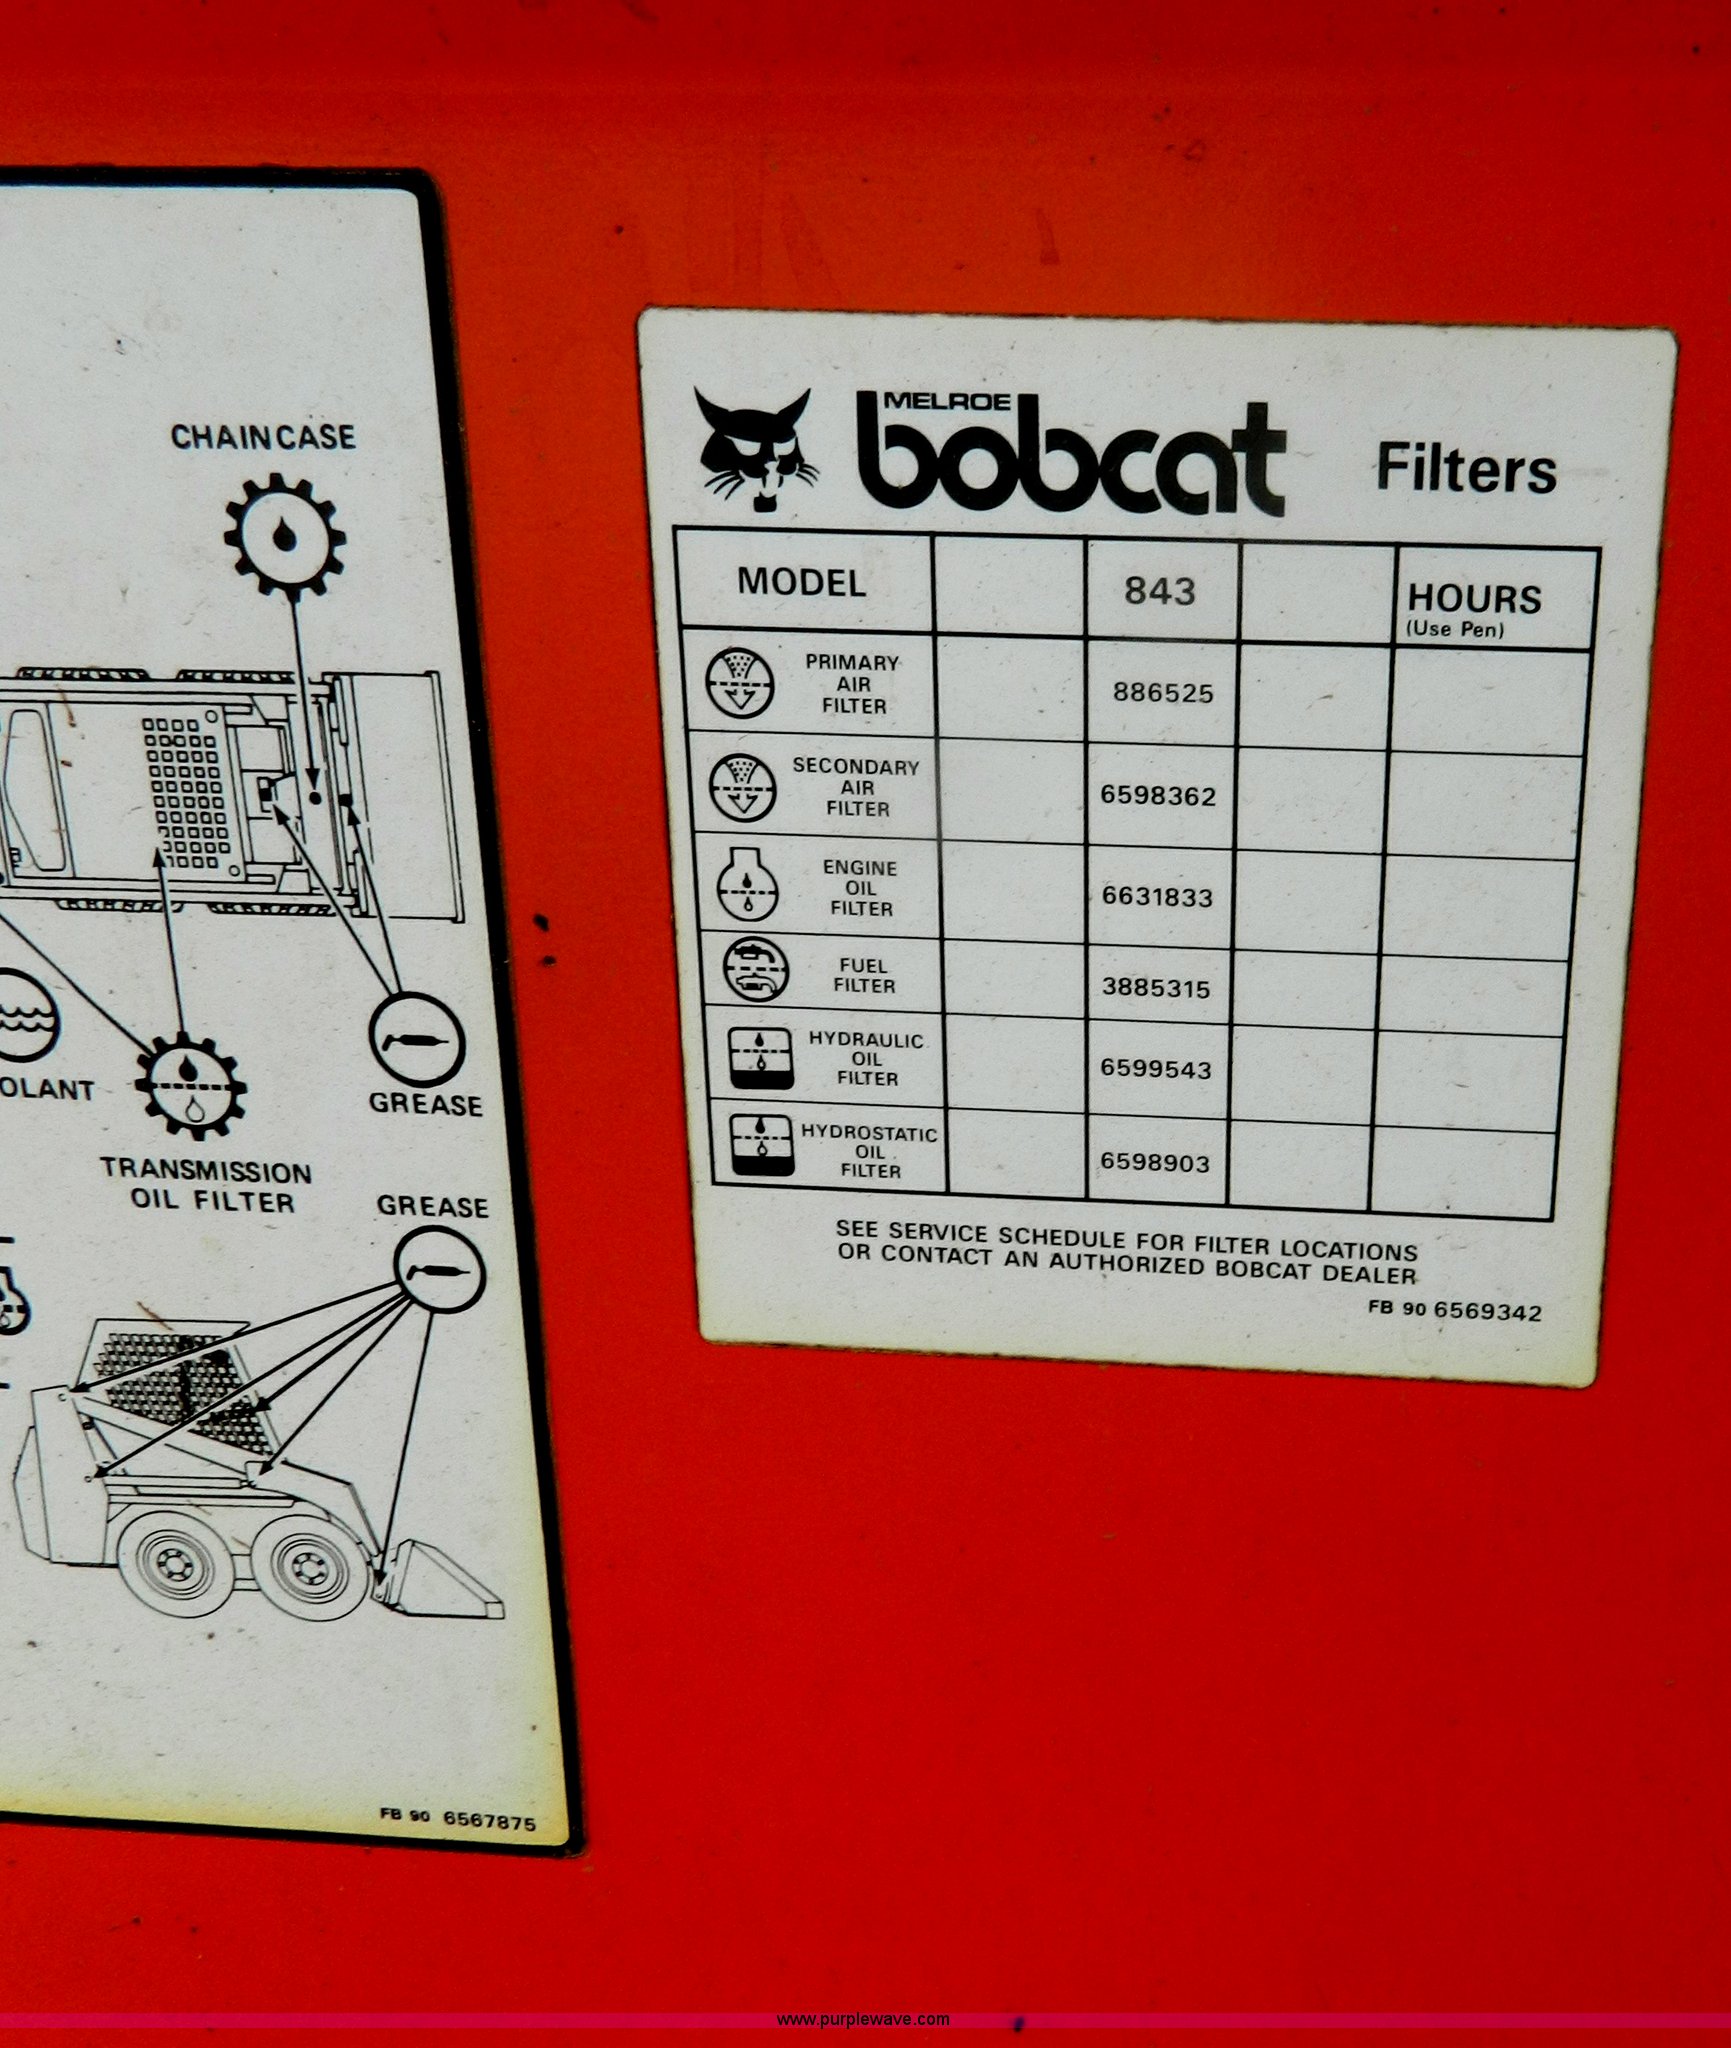 CHAINCASE
OLANT
TRANSMISSION
OIL FILTER
GREASE
GREASE
FB 90 6567875
MELROE
bobcat Filters
MODEL 843 HOURS
(Use Pen)
PRIMARY
AIR 886525
FILTER
SECONDARY
AIR 6598362
FILTER
ENGINE
OIL 6631833
FILTER
FUEL
FILTER 3885315
HYDRAULIC
OIL 6599543
FILTER
HYDROSTATIC
OIL 6598903
FILTER
SEE SERVICE SCHEDULE FOR FILTER LOCATIONS
OR CONTACT AN AUTHORIZED BOBCAT DEALER
FB 90 6569342
www.purplewave.com